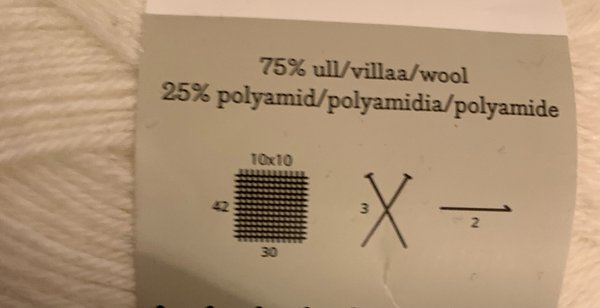 75% ull/villaa/wool
25% polyamid/polyamidia/polyamide
10x10
42
3
2
30